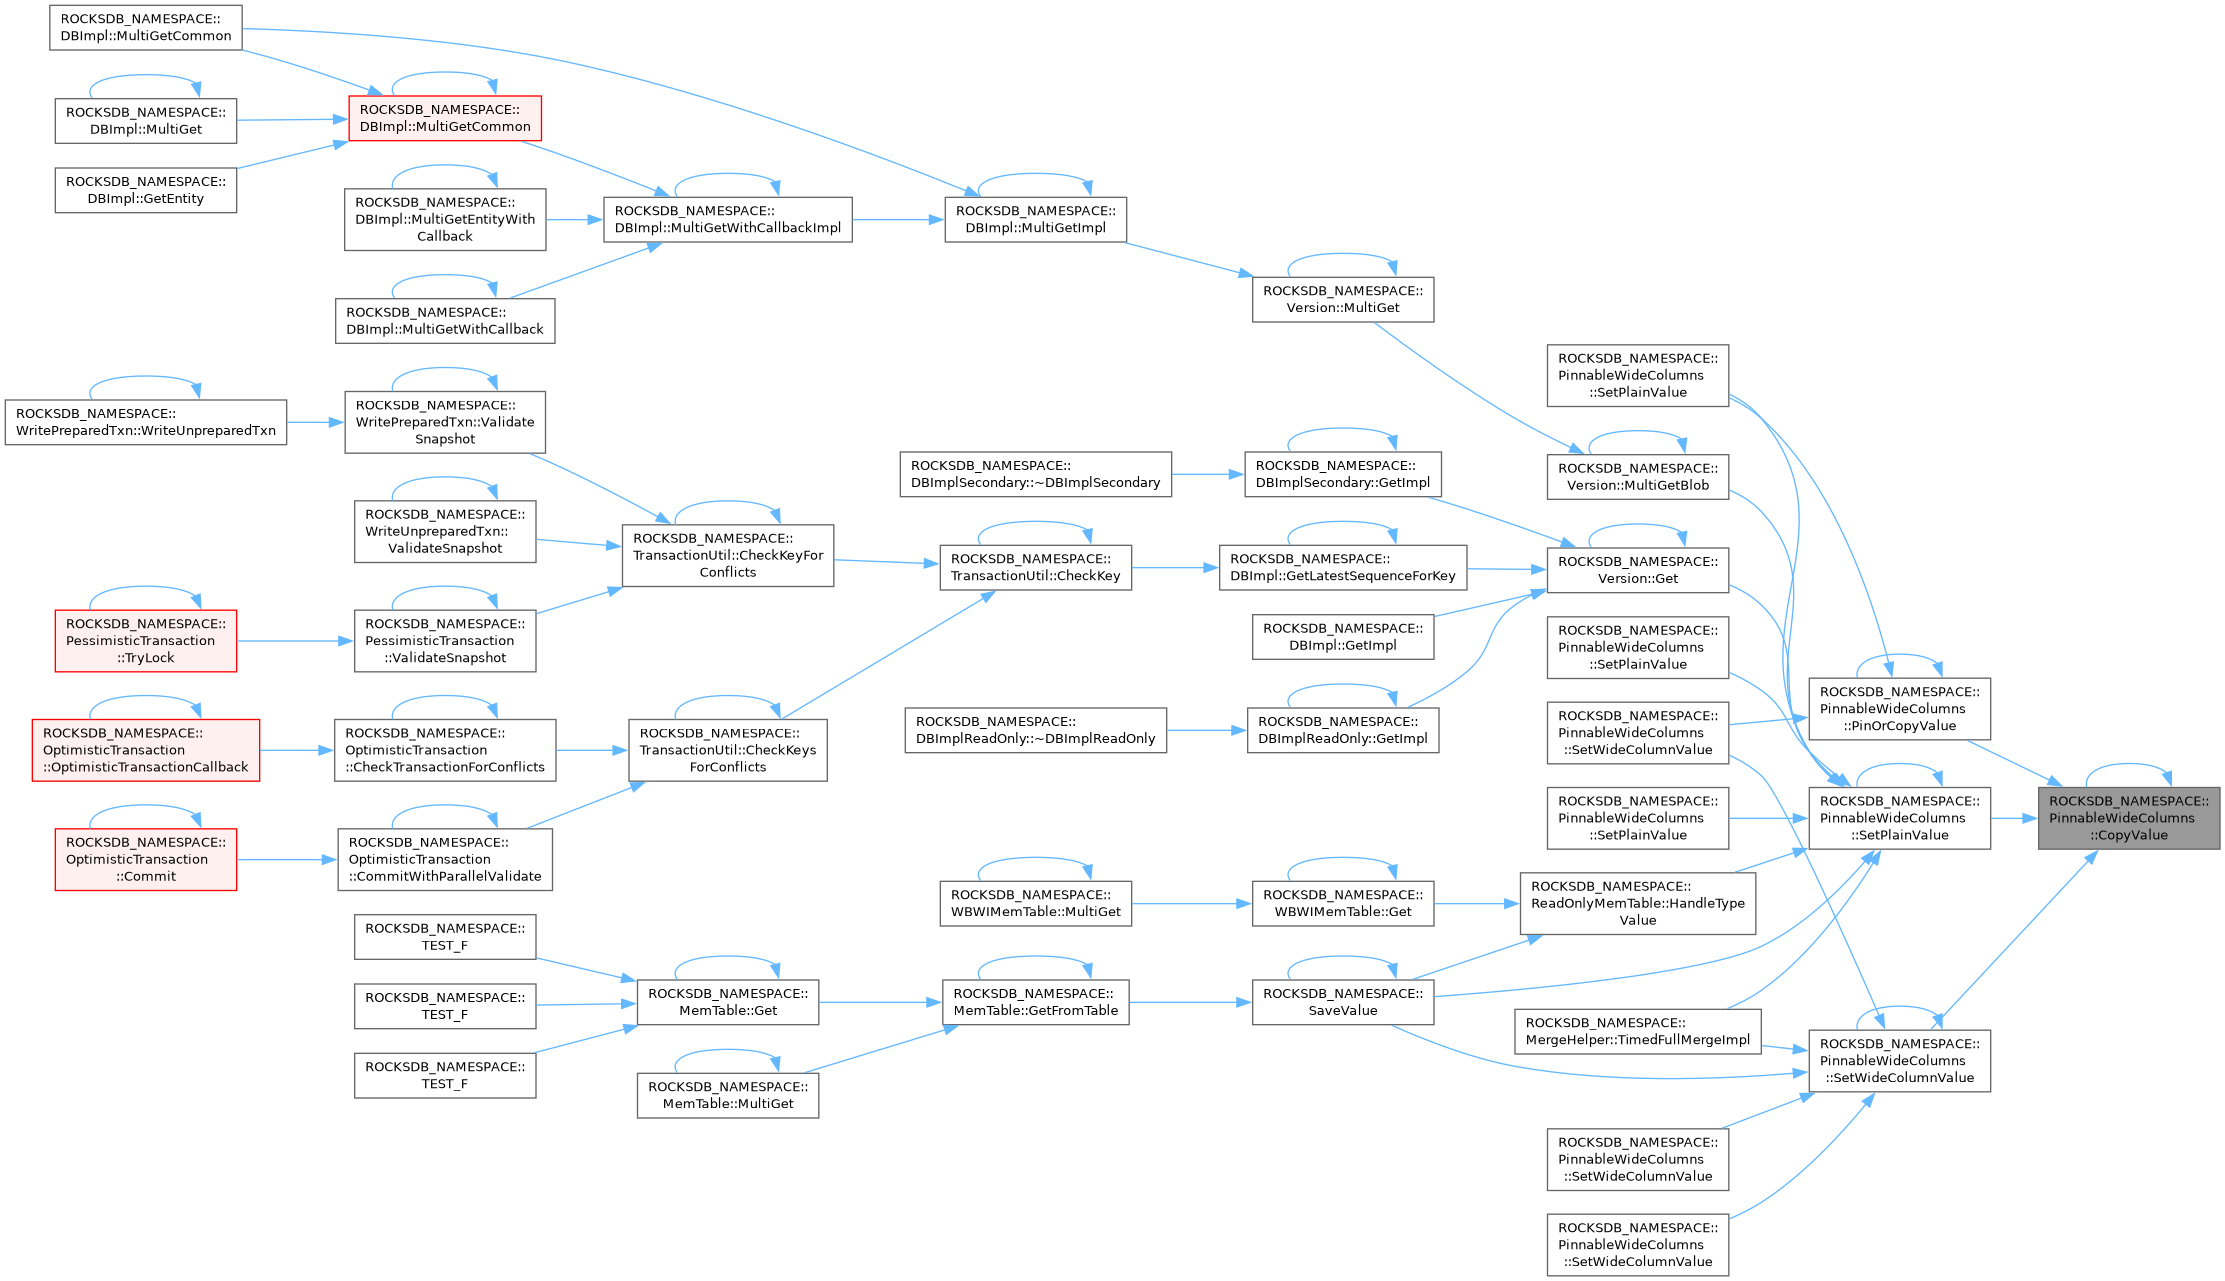 ROCKSDB_NAMESPACE::
DBImpl::MultiGetCommon
ROCKSDB_NAMESPACE::
DBImpl::MultiGet
ROCKSDB_NAMESPACE::
DBImpl::GetEntity
ROCKSDB_NAMESPACE::
WritePreparedTxn::WriteUnpreparedTxn
ROCKSDB_NAMESPACE::
PessimisticTransaction
::TryLock
ROCKSDB_NAMESPACE::
OptimisticTransaction
::OptimisticTransactionCallback
ROCKSDB_NAMESPACE::
OptimisticTransaction
::Commit
ROCKSDB_NAMESPACE::
DBImpl::MultiGetCommon
ROCKSDB_NAMESPACE::
DBImpl::MultiGetEntityWith
Callback
ROCKSDB_NAMESPACE::
DBImpl::MultiGetWithCallback
ROCKSDB_NAMESPACE::
WritePreparedTxn::Validate
Snapshot
ROCKSDB_NAMESPACE::
WriteUnpreparedTxn::
ValidateSnapshot
ROCKSDB_NAMESPACE::
PessimisticTransaction
::ValidateSnapshot
ROCKSDB_NAMESPACE::
OptimisticTransaction
::CheckTransactionForConflicts
ROCKSDB_NAMESPACE::
OptimisticTransaction
::CommitWithParallelValidate
ROCKSDB_NAMESPACE::
TEST_F
ROCKSDB_NAMESPACE::
TEST_F
ROCKSDB_NAMESPACE::
TEST_F
ROCKSDB_NAMESPACE::
DBImpl::MultiGetWithCallbackImpl
ROCKSDB_NAMESPACE::
TransactionUtil::CheckKeyFor
Conflicts
ROCKSDB_NAMESPACE::
TransactionUtil::CheckKeys
ForConflicts
ROCKSDB_NAMESPACE::
MemTable::Get
ROCKSDB_NAMESPACE::
MemTable::MultiGet
ROCKSDB_NAMESPACE::
DBImpl::MultiGetImpl
ROCKSDB_NAMESPACE::
DBImplSecondary::~DBImplSecondary
ROCKSDB_NAMESPACE::
TransactionUtil::CheckKey
ROCKSDB_NAMESPACE::
DBImplReadOnly::~DBImplReadOnly
ROCKSDB_NAMESPACE::
WBWIMemTable::MultiGet
ROCKSDB_NAMESPACE::
MemTable::GetFromTable
ROCKSDB_NAMESPACE::
Version::MultiGet
ROCKSDB_NAMESPACE::
DBImplSecondary::GetImpl
ROCKSDB_NAMESPACE::
DBImpl::GetLatestSequenceForKey
ROCKSDB_NAMESPACE::
DBImpl::GetImpl
ROCKSDB_NAMESPACE::
DBImplReadOnly::GetImpl
ROCKSDB_NAMESPACE::
WBWIMemTable::Get
ROCKSDB_NAMESPACE::
SaveValue
ROCKSDB_NAMESPACE::
PinnableWideColumns
::SetPlainValue
ROCKSDB_NAMESPACE::
Version::MultiGetBlob
ROCKSDB_NAMESPACE::
Version::Get
ROCKSDB_NAMESPACE::
PinnableWideColumns
::SetPlainValue
ROCKSDB_NAMESPACE::
PinnableWideColumns
::SetWideColumnValue
ROCKSDB_NAMESPACE::
PinnableWideColumns
::SetPlainValue
ROCKSDB_NAMESPACE::
ReadOnlyMemTable::HandleType
Value
ROCKSDB_NAMESPACE::
MergeHelper::TimedFullMergeImpl
ROCKSDB_NAMESPACE::
PinnableWideColumns
::SetWideColumnValue
ROCKSDB_NAMESPACE::
PinnableWideColumns
::SetWideColumnValue
ROCKSDB_NAMESPACE::
PinnableWideColumns
::PinOrCopyValue
ROCKSDB_NAMESPACE::
PinnableWideColumns
::SetPlainValue
ROCKSDB_NAMESPACE::
PinnableWideColumns
::SetWideColumnValue
ROCKSDB_NAMESPACE::
PinnableWideColumns
::CopyValue